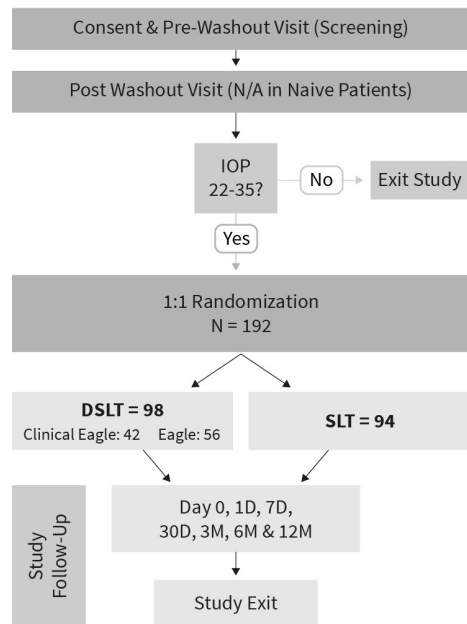 Consent & Pre-Washout Visit (Screening)
Post Washout Visit (N/A in Naive Patients)
IOP
22-35?
No
Exit Study
Yes
1:1 Randomization
N = 192
DSLT = 98
Clinical Eagle: 42 Eagle: 56
SLT = 94
Study
Follow-Up
Day 0, 1D, 7D,
30D, 3M, 6M & 12M
Study Exit